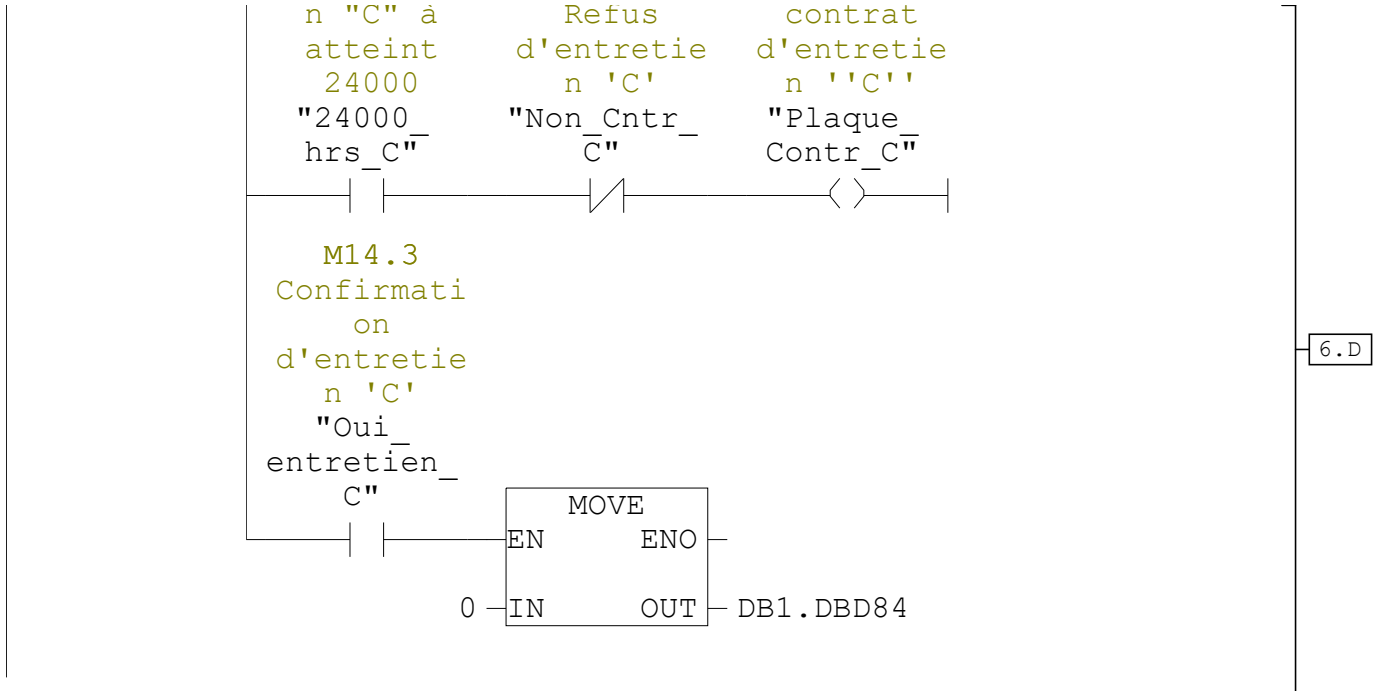 n "C" à
atteint
24000
"24000_
hrs_C"
Refus
d'entretie
n 'C'
"Non_Cntr_
C"
contrat
d'entretie
n ''C''
"Plaque_
Contr_C"
M14.3
Confirmati
on
d'entretie
n 'C'
"Oui_
entretien_
C"
MOVE
EN ENO
0 IN OUT DB1.DBD84
6.D